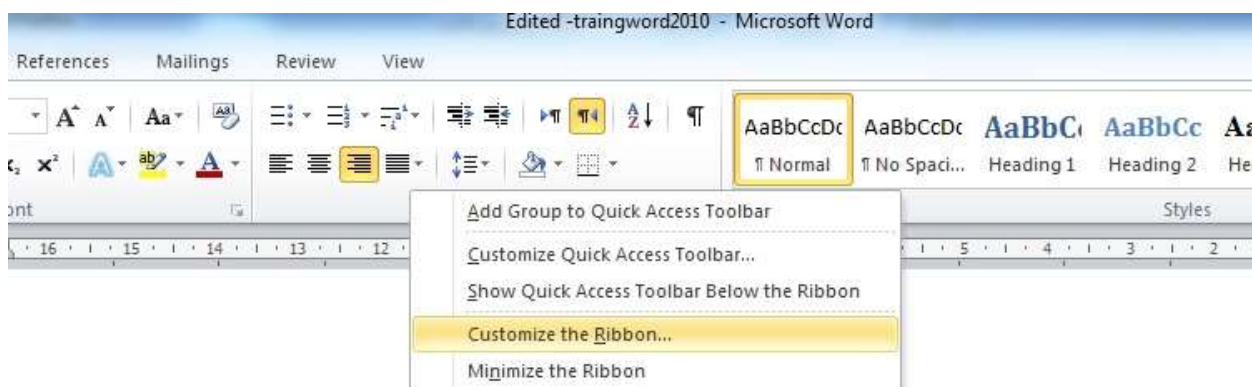 Edited -traingword2010 - Microsoft Word
References Mailings Review View
Aa
AaBbCcDc AaBbCcDc AaBbC AaBbCc
¶ Normal ¶ No Spaci... Heading 1 Heading 2
Styles
Add Group to Quick Access Toolbar
16 15 14 13 12 5 4 3 2
Customize Quick Access Toolbar...
Show Quick Access Toolbar Below the Ribbon
Customize the Ribbon...
Minimize the Ribbon